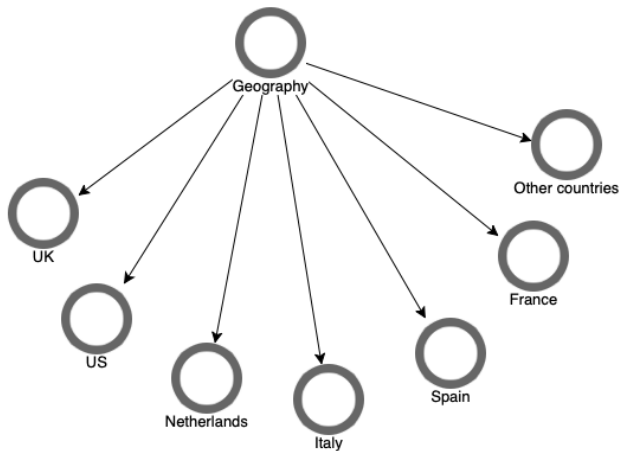 Geography
Other countries
UK
France
US
Spain
Netherlands
Italy